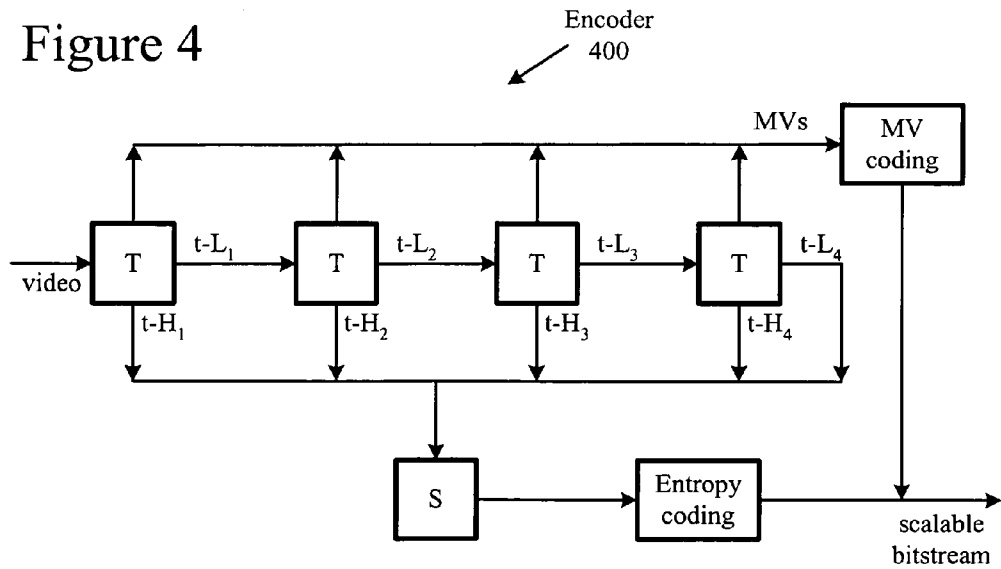 Figure 4
Encoder
400
MVs
MV
coding
T
t-L₁
T
t-L₂
T
t-L₃
T
t-L₄
video
t-H₁
t-H₂
t-H₃
t-H₄
S
Entropy
coding
scalable
bitstream